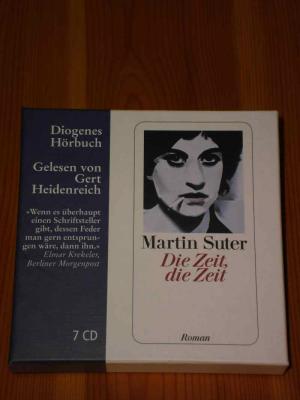 Diogenes
Hörbuch
Gelesen von
Gert
Heidenreich
»Wenn es überhaupt
einen Schriftsteller
gibt, dessen Feder
man gern entsprun-
gen wäre, dann ihn.«
Elmar Krekeler,
Berliner Morgenpost
7 CD
Martin Suter
Die Zeit,
die Zeit
Roman